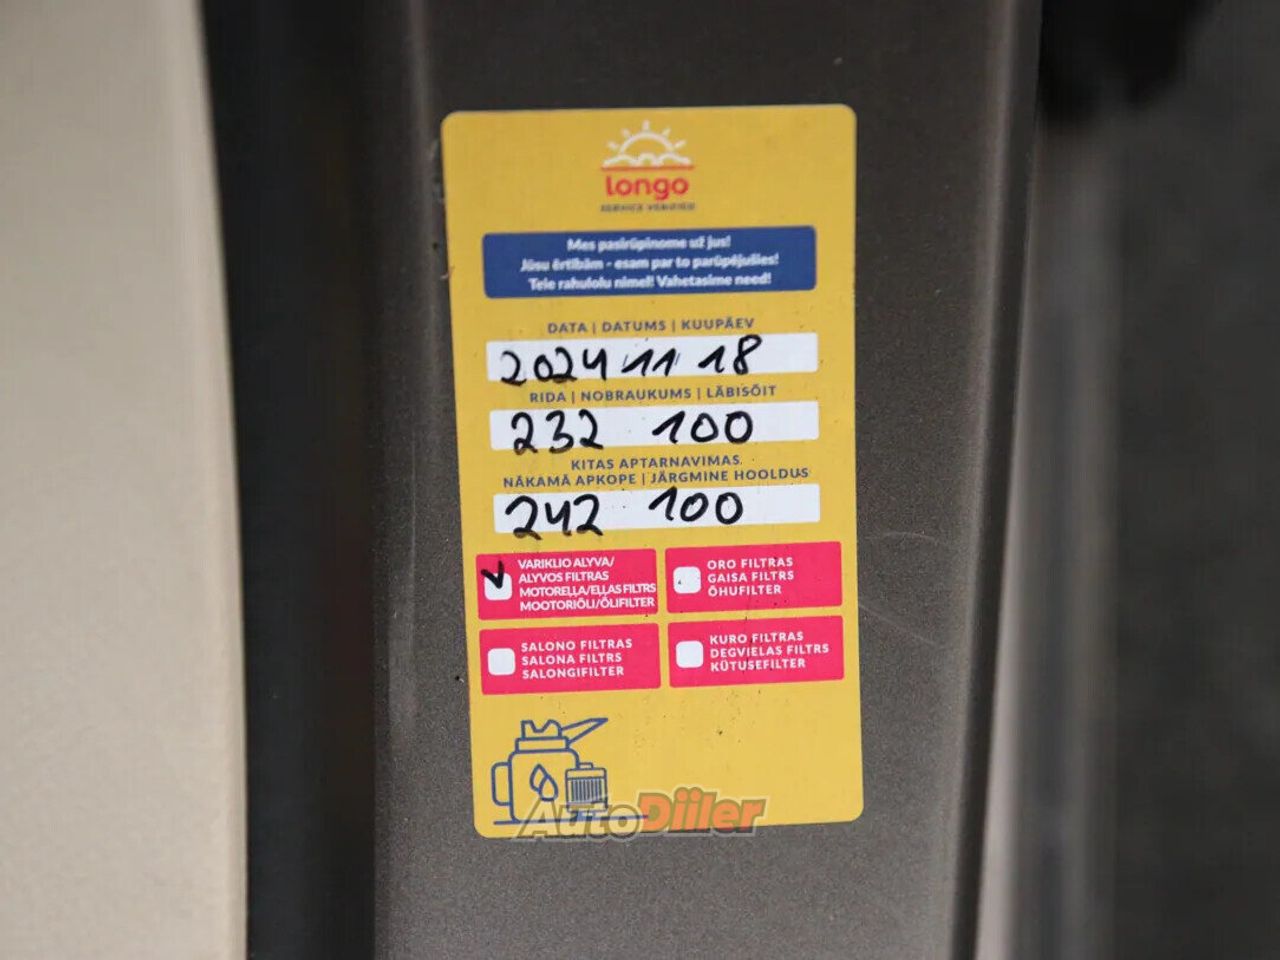 longo
SERVICE VERIFIED
Mes pasirūpinome už jus!
Jūsu ērtībām - esam par to parūpējušies!
Teie rahulolu nimel! Vahetasime need!
DATA | DATUMS | KUUPÄEV
2024 11 18
RIDA | NOBRAUKUMS | LÄBISÕIT
232 100
KITAS APTARNAVIMAS
NĀKAMĀ APKOPE | JÄRGMINE HOOLDUS
242 100
VARIKLIO ALYVA/
ALYVOS FILTRAS
MOTOREĻĻA/EĻĻAS FILTRS
MOOTORIÕLI/ÕLIFILTER
ORO FILTRAS
GAISA FILTRS
ÕHUFILTER
SALONO FILTRAS
SALONA FILTRS
SALONGIFILTER
KURO FILTRAS
DEGVIELAS FILTRS
KÜTUSEFILTER
AutoDiiler